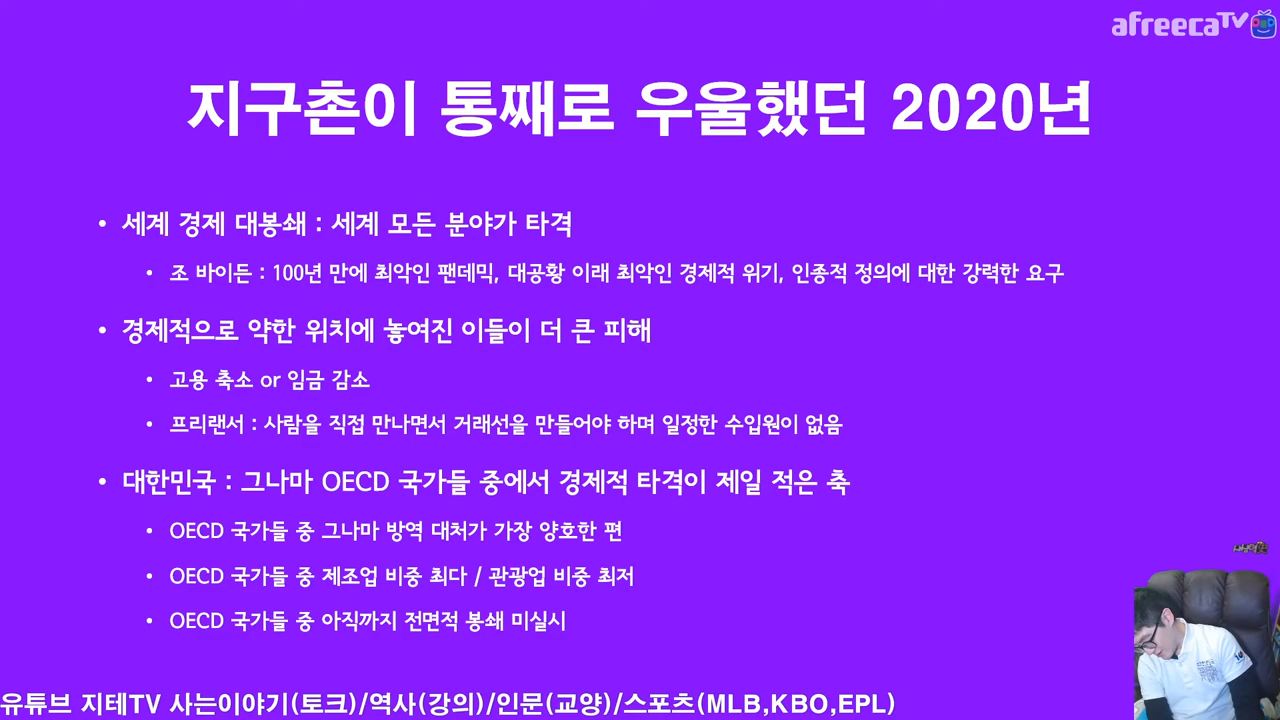 afreecaTV
지구촌이 통째로 우울했던 2020년
• 세계 경제 대봉쇄 : 세계 모든 분야가 타격
• 조 바이든 : 100년 만에 최악인 팬데믹, 대공황 이래 최악인 경제적 위기, 인종적 정의에 대한 강력한 요구
• 경제적으로 약한 위치에 놓여진 이들이 더 큰 피해
• 고용 축소 or 임금 감소
• 프리랜서 : 사람을 직접 만나면서 거래선을 만들어야 하며 일정한 수입원이 없음
• 대한민국 : 그나마 OECD 국가들 중에서 경제적 타격이 제일 적은 축
• OECD 국가들 중 그나마 방역 대처가 가장 양호한 편
• OECD 국가들 중 제조업 비중 최다 / 관광업 비중 최저
• OECD 국가들 중 아직까지 전면적 봉쇄 미실시
유튜브 지테TV 사는이야기(토크)/역사(강의)/인문(교양)/스포츠(MLB,KBO,EPL)